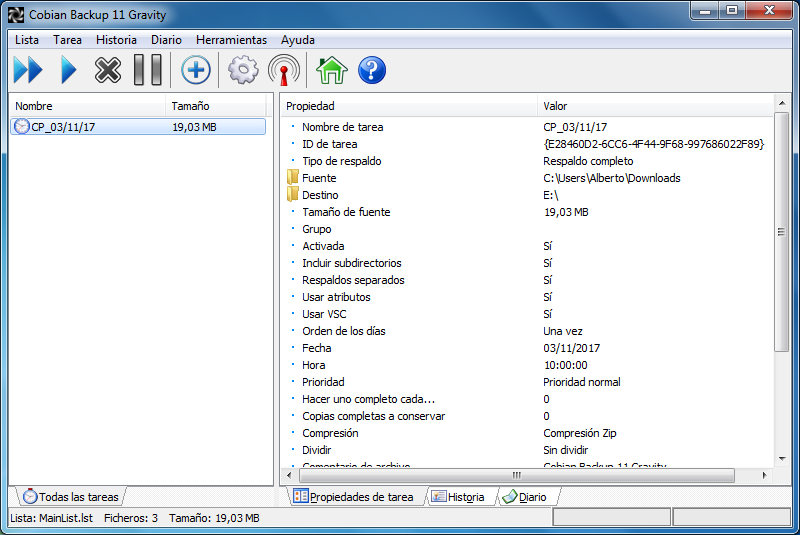 Cobian Backup 11 Gravity
Lista Tarea Historia Diario Herramientas Ayuda
Nombre Tamaño
CP_03/11/17 19,03 MB
Propiedad Valor
Nombre de tarea CP_03/11/17
ID de tarea {E28460D2-6CC6-4F44-9F68-997686022F89}
Tipo de respaldo Respaldo completo
Fuente C:\Users\Alberto\Downloads
Destino E:\
Tamaño de fuente 19,03 MB
Grupo
Activada Sí
Incluir subdirectorios Sí
Respaldos separados Sí
Usar atributos Sí
Usar VSC Sí
Orden de los días Una vez
Fecha 03/11/2017
Hora 10:00:00
Prioridad Prioridad normal
Hacer uno completo cada... 0
Copias completas a conservar 0
Compresión Compresión Zip
Dividir Sin dividir
Comentario de archivo Cobian Backup 11 Gravity
Todas las tareas
Propiedades de tarea Historia Diario
Lista: MainList.lst Ficheros: 3 Tamaño: 19,03 MB